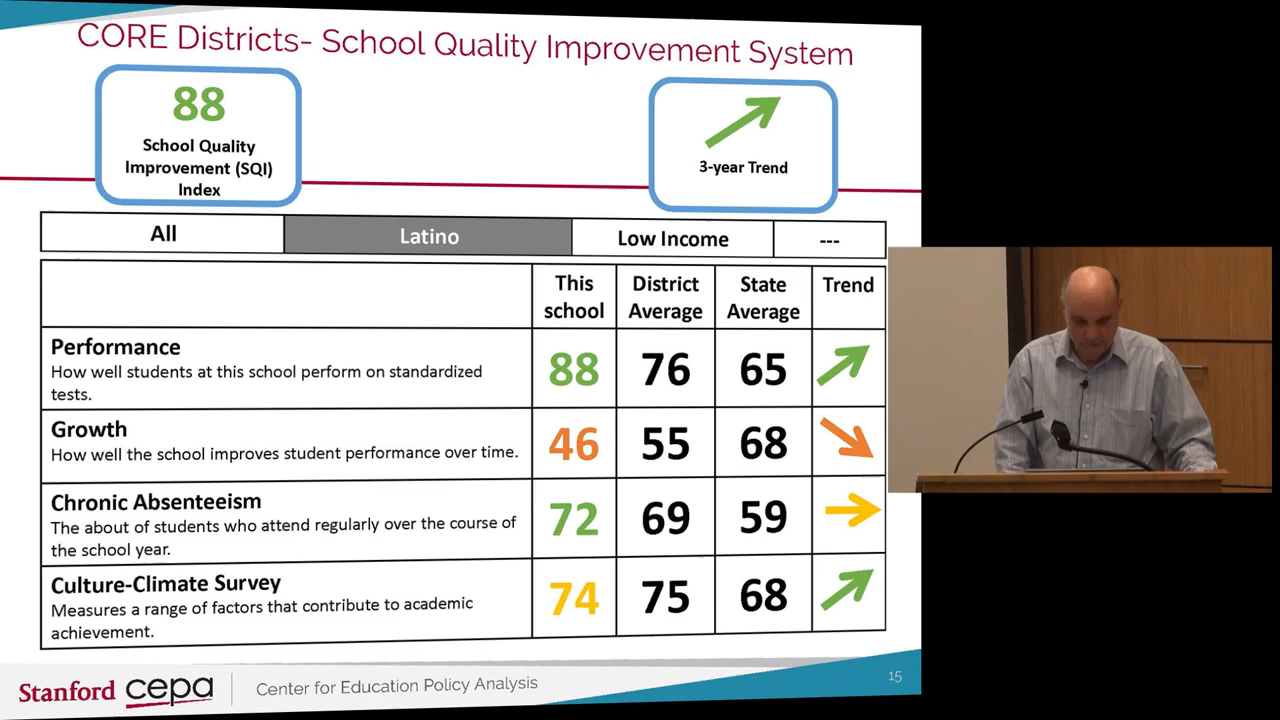 CORE Districts- School Quality Improvement System
88
School Quality
Improvement (SQI)
Index
3-year Trend
All
Latino
Low Income
---
This
school
District
Average
State
Average
Trend
Performance
How well students at this school perform on standardized
tests.
88
76
65
Growth
How well the school improves student performance over time.
46
55
68
Chronic Absenteeism
The about of students who attend regularly over the course of
the school year.
72
69
59
Culture-Climate Survey
Measures a range of factors that contribute to academic
achievement.
74
75
68
Stanford cepa
Center for Education Policy Analysis
15